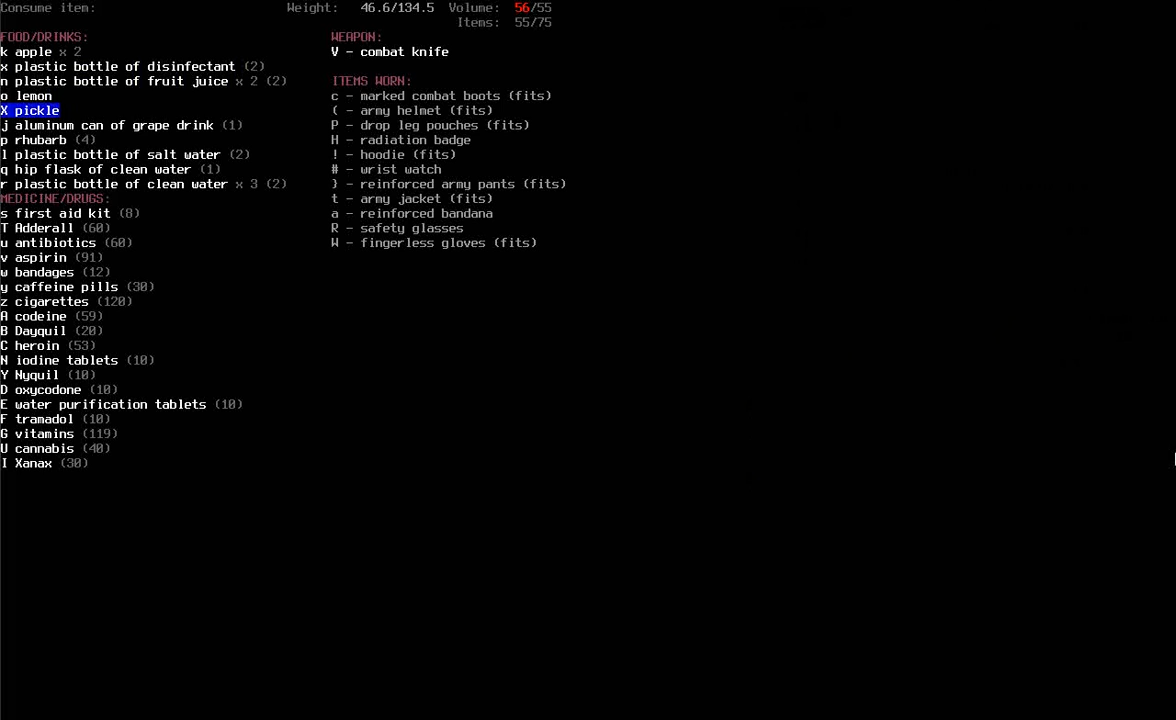 Consume item: Weight: 46.6/134.5 Volume: 56/55
Items: 55/75
FOOD/DRINKS:
k apple x 2
x plastic bottle of disinfectant (2)
n plastic bottle of fruit juice x 2 (2)
o lemon
X pickle
j aluminum can of grape drink (1)
p rhubarb (4)
l plastic bottle of salt water (2)
q hip flask of clean water (1)
r plastic bottle of clean water x 3 (2)
MEDICINE/DRUGS:
s first aid kit (8)
T Adderall (60)
u antibiotics (60)
v aspirin (91)
w bandages (12)
y caffeine pills (30)
z cigarettes (120)
A codeine (59)
B Dayquil (20)
C heroin (53)
N iodine tablets (10)
Y Nyquil (10)
D oxycodone (10)
E water purification tablets (10)
F tramadol (10)
G vitamins (119)
U cannabis (40)
I Xanax (30)
WEAPON:
V - combat knife
ITEMS WORN:
c - marked combat boots (fits)
( - army helmet (fits)
P - drop leg pouches (fits)
H - radiation badge
! - hoodie (fits)
# - wrist watch
} - reinforced army pants (fits)
t - army jacket (fits)
a - reinforced bandana
R - safety glasses
W - fingerless gloves (fits)